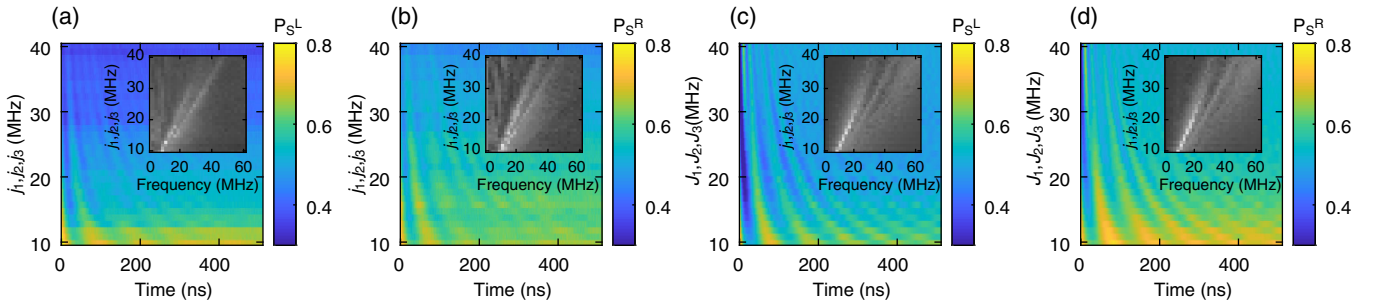 (a) P_S^L
j₁,j₂,j₃ (MHz)
40
30
20
10
0 200 400
Time (ns)
j₁,j₂,j₃ (MHz)
30
20
10
0 20 40 60
Frequency (MHz)
0.8
0.6
0.4
(b) P_S^R
j₁,j₂,j₃ (MHz)
40
30
20
10
0 200 400
Time (ns)
j₁,j₂,j₃ (MHz)
30
20
10
0 20 40 60
Frequency (MHz)
0.8
0.6
0.4
(c) P_S^L
J₁,J₂,J₃(MHz)
40
30
20
10
0 200 400
Time (ns)
j₁,j₂,j₃ (MHz)
30
20
10
0 20 40 60
Frequency (MHz)
0.8
0.6
0.4
(d) P_S^R
J₁,J₂,J₃ (MHz)
40
30
20
10
0 200 400
Time (ns)
j₁,j₂,j₃ (MHz)
30
20
10
0 20 40 60
Frequency (MHz)
0.8
0.6
0.4